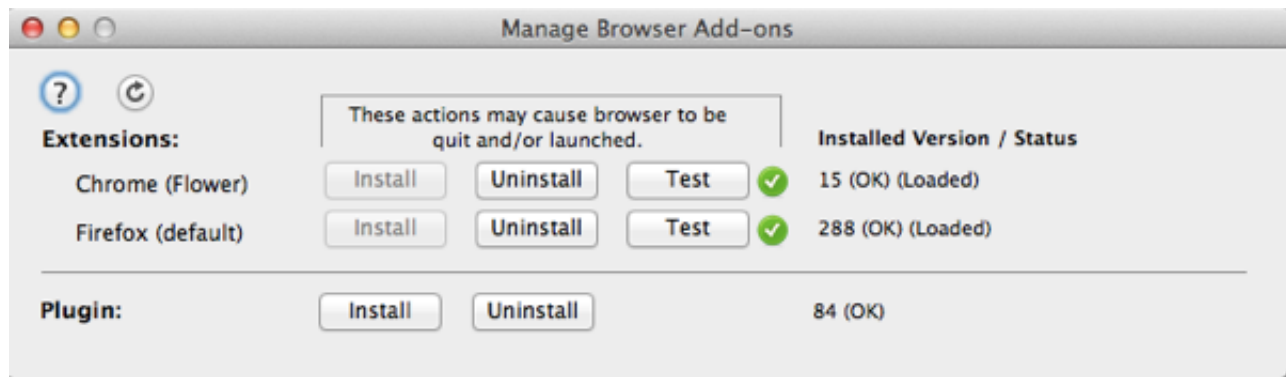 Manage Browser Add-ons
?
These actions may cause browser to be
quit and/or launched.
Extensions:
Installed Version / Status
Chrome (Flower) Install Uninstall Test 15 (OK) (Loaded)
Firefox (default) Install Uninstall Test 288 (OK) (Loaded)
Plugin: Install Uninstall 84 (OK)